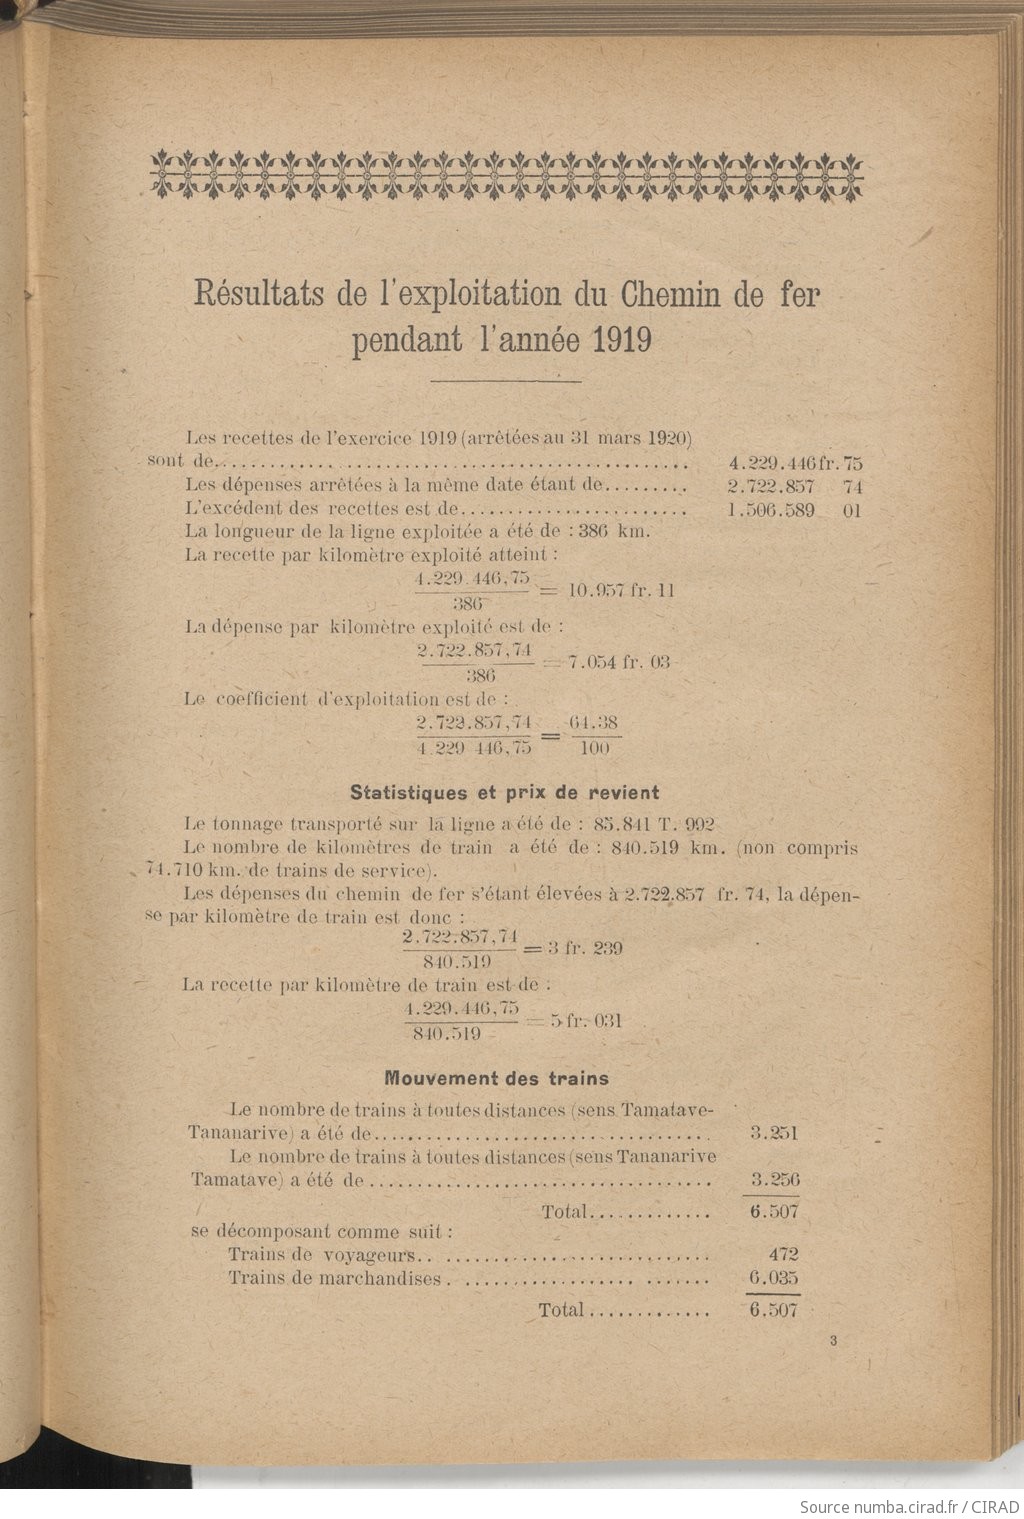 Résultats de l'exploitation du Chemin de fer
pendant l'année 1919
Les recettes de l'exercice 1919 (arrêtées au 31 mars 1920)
sont de................................................ 4.229.446 fr. 75
Les dépenses arrêtées à la même date étant de......... 2.722.857 74
L'excédent des recettes est de........................ 1.506.589 01
La longueur de la ligne exploitée a été de : 386 km.
La recette par kilomètre exploité atteint :
4.229.446,75
= 10.957 fr. 11
386
La dépense par kilomètre exploité est de :
2.722.857,74
= 7.054 fr. 03
386
Le coefficient d'exploitation est de :
2.722.857,74 = 64.38
4.229 446,75 100
Statistiques et prix de revient
Le tonnage transporté sur la ligne a été de : 85.841 T. 992
Le nombre de kilomètres de train a été de : 840.519 km. (non compris
74.710 km. de trains de service).
Les dépenses du chemin de fer s'étant élevées à 2.722.857 fr. 74, la dépen-
se par kilomètre de train est donc :
2.722.857,74
= 3 fr. 239
840.519
La recette par kilomètre de train est de :
4.229.446,75
= 5 fr. 031
840.519
Mouvement des trains
Le nombre de trains à toutes distances (sens Tamatave-
Tananarive) a été de.................................. 3.251
Le nombre de trains à toutes distances (sens Tananarive
Tamatave) a été de .................................. 3.256
Total............. 6.507
se décomposant comme suit :
Trains de voyageurs.. ........................... 472
Trains de marchandises. ......................... 6.035
Total............. 6.507
3
Source numba.cirad.fr / CIRAD